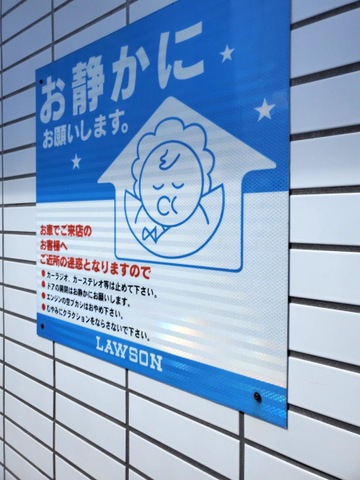 お静かに
お願いします。
お車でご来店の
お客様へ
ご近所の迷惑となりますので
●カーラジオ、カーステレオ等は止めて下さい。
●ドアの開閉はお静かにお願いします。
●エンジンの空ブカシはおやめ下さい。
●むやみにクラクションをならさないで下さい。
LAWSON